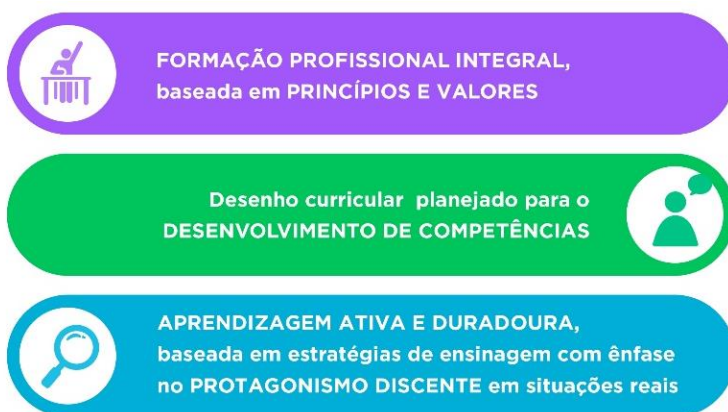 FORMAÇÃO PROFISSIONAL INTEGRAL,
baseada em PRINCÍPIOS E VALORES
Desenho curricular planejado para o
DESENVOLVIMENTO DE COMPETÊNCIAS
APRENDIZAGEM ATIVA E DURADOURA,
baseada em estratégias de ensinagem com ênfase
no PROTAGONISMO DISCENTE em situações reais